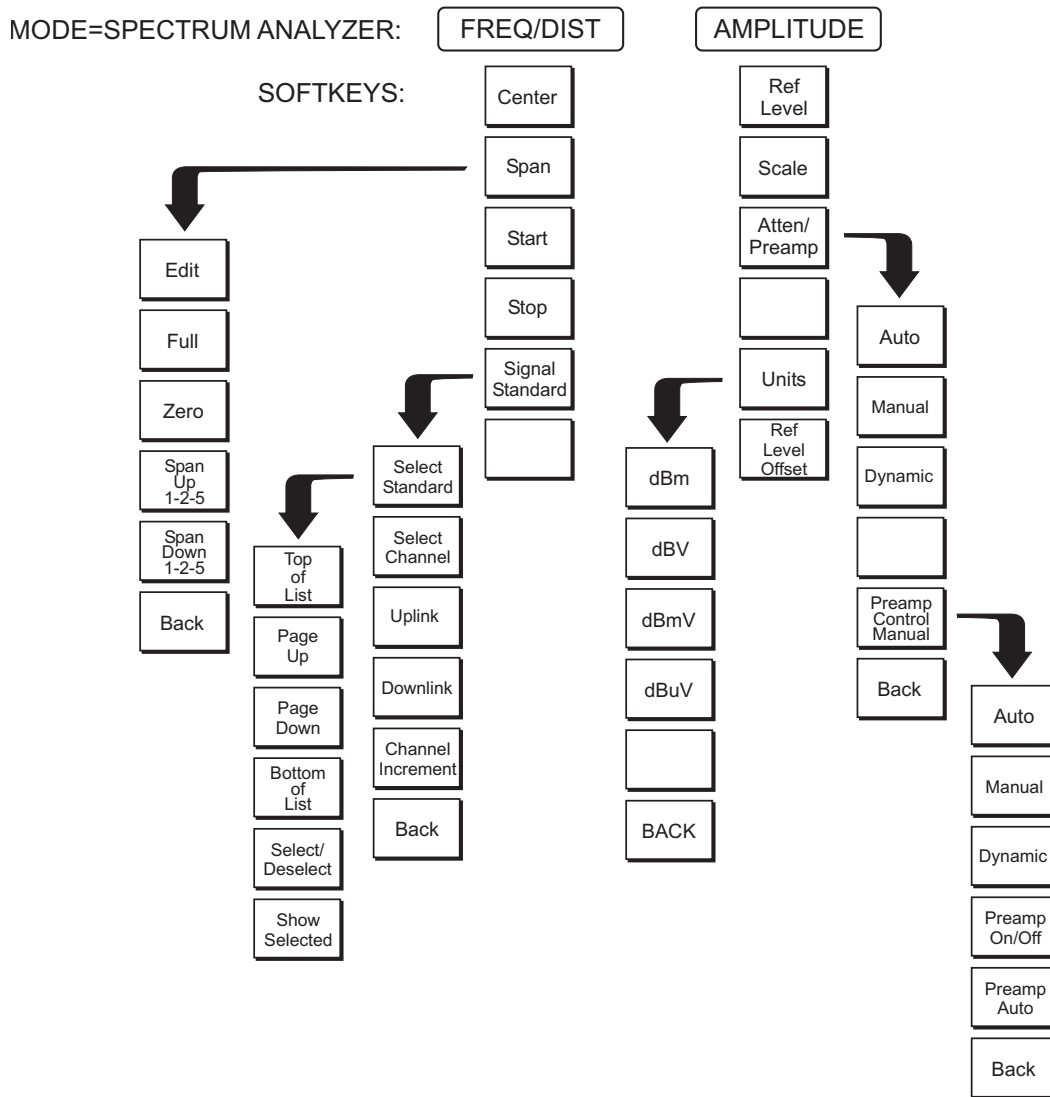 MODE=SPECTRUM ANALYZER:
FREQ/DIST
AMPLITUDE
SOFTKEYS:
Center
Span
Start
Stop
Signal
Standard
Edit
Full
Zero
Span
Up
1-2-5
Span
Down
1-2-5
Back
Select
Standard
Select
Channel
Uplink
Downlink
Channel
Increment
Back
Top
of
List
Page
Up
Page
Down
Bottom
of
List
Select/
Deselect
Show
Selected
Ref
Level
Scale
Atten/
Preamp
Units
Ref
Level
Offset
dBm
dBV
dBmV
dBuV
BACK
Auto
Manual
Dynamic
Preamp
Control
Manual
Back
Auto
Manual
Dynamic
Preamp
On/Off
Preamp
Auto
Back